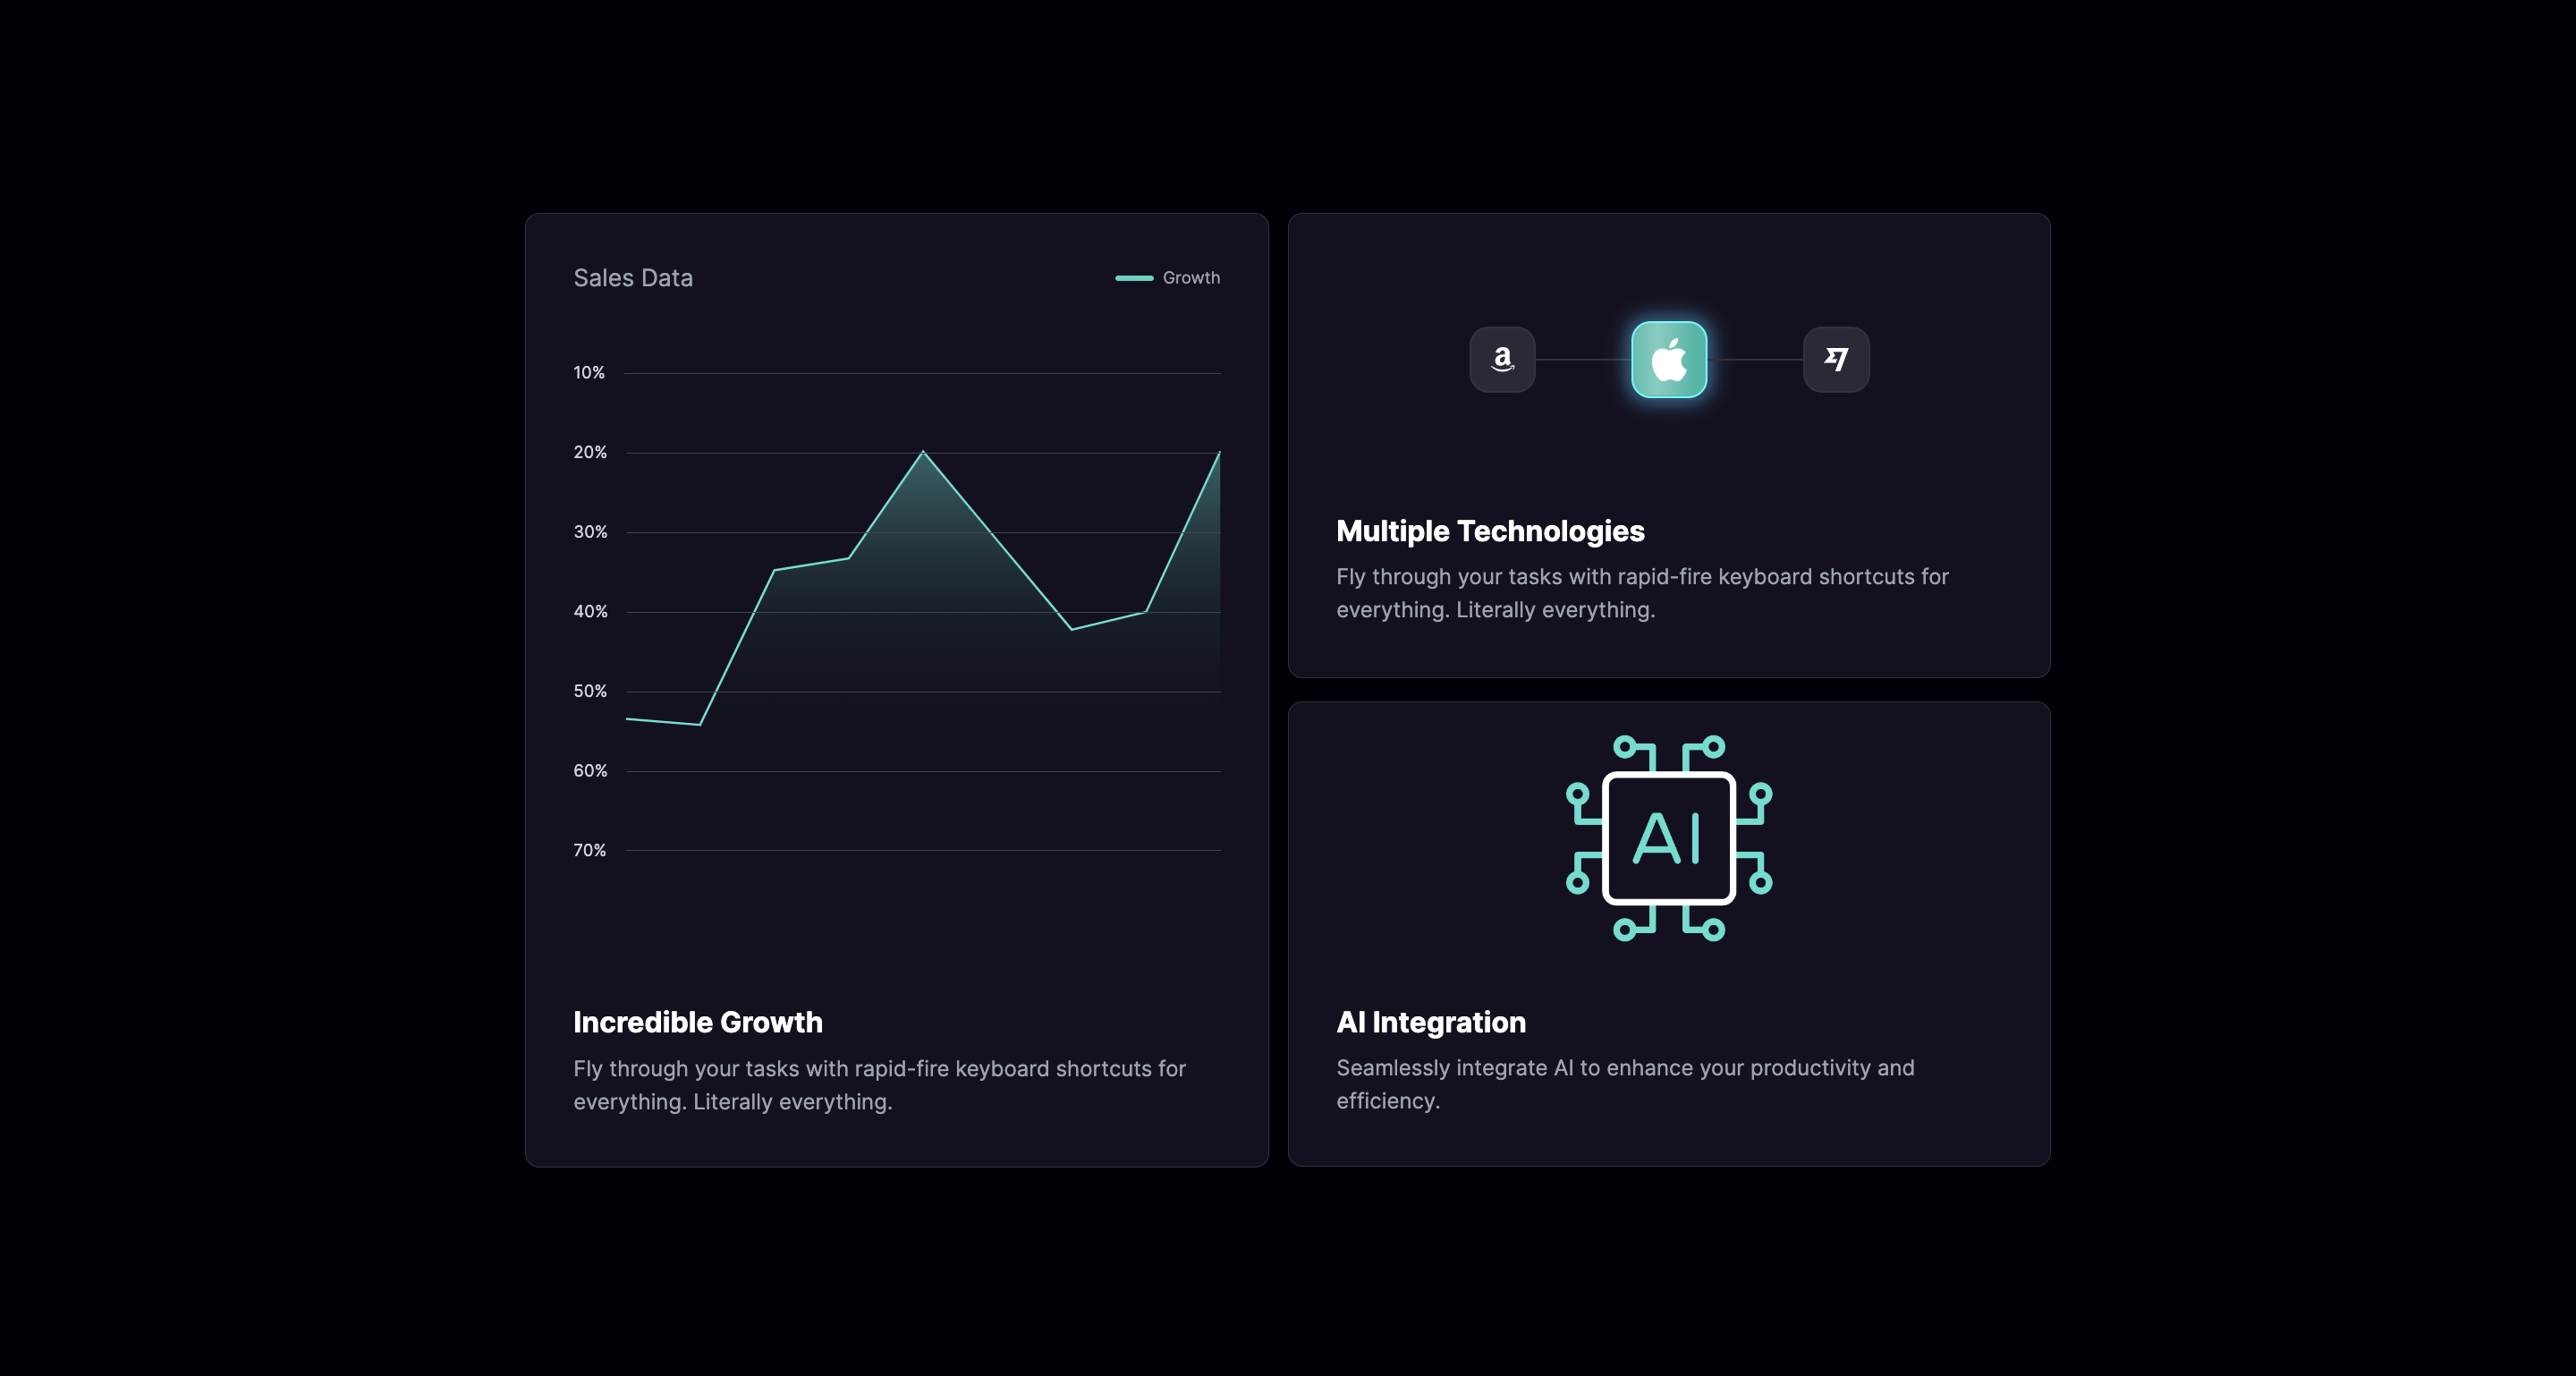 Sales Data
Growth
10%
20%
30%
40%
50%
60%
70%
Incredible Growth
Fly through your tasks with rapid-fire keyboard shortcuts for
everything. Literally everything.
a
Multiple Technologies
Fly through your tasks with rapid-fire keyboard shortcuts for
everything. Literally everything.
AI
AI Integration
Seamlessly integrate AI to enhance your productivity and
efficiency.